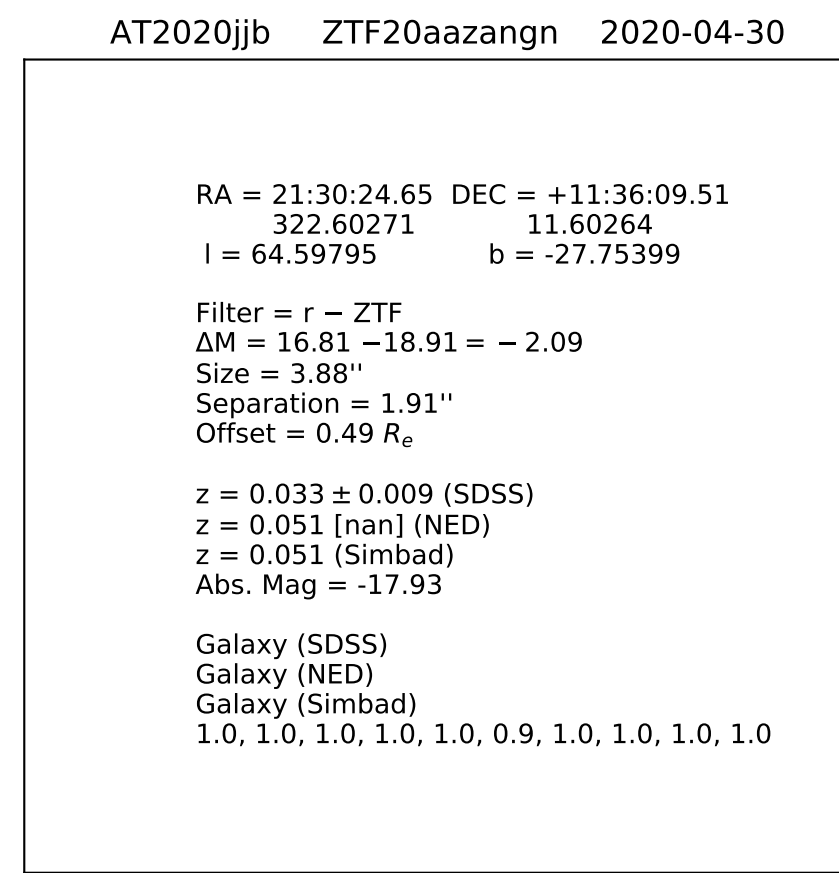 AT2020jjb ZTF20aazangn 2020-04-30
RA = 21:30:24.65 DEC = +11:36:09.51
322.60271 11.60264
l = 64.59795 b = -27.75399
Filter = r − ZTF
ΔM = 16.81 −18.91 = − 2.09
Size = 3.88''
Separation = 1.91''
Offset = 0.49 Re
z = 0.033 ± 0.009 (SDSS)
z = 0.051 [nan] (NED)
z = 0.051 (Simbad)
Abs. Mag = -17.93
Galaxy (SDSS)
Galaxy (NED)
Galaxy (Simbad)
1.0, 1.0, 1.0, 1.0, 1.0, 0.9, 1.0, 1.0, 1.0, 1.0